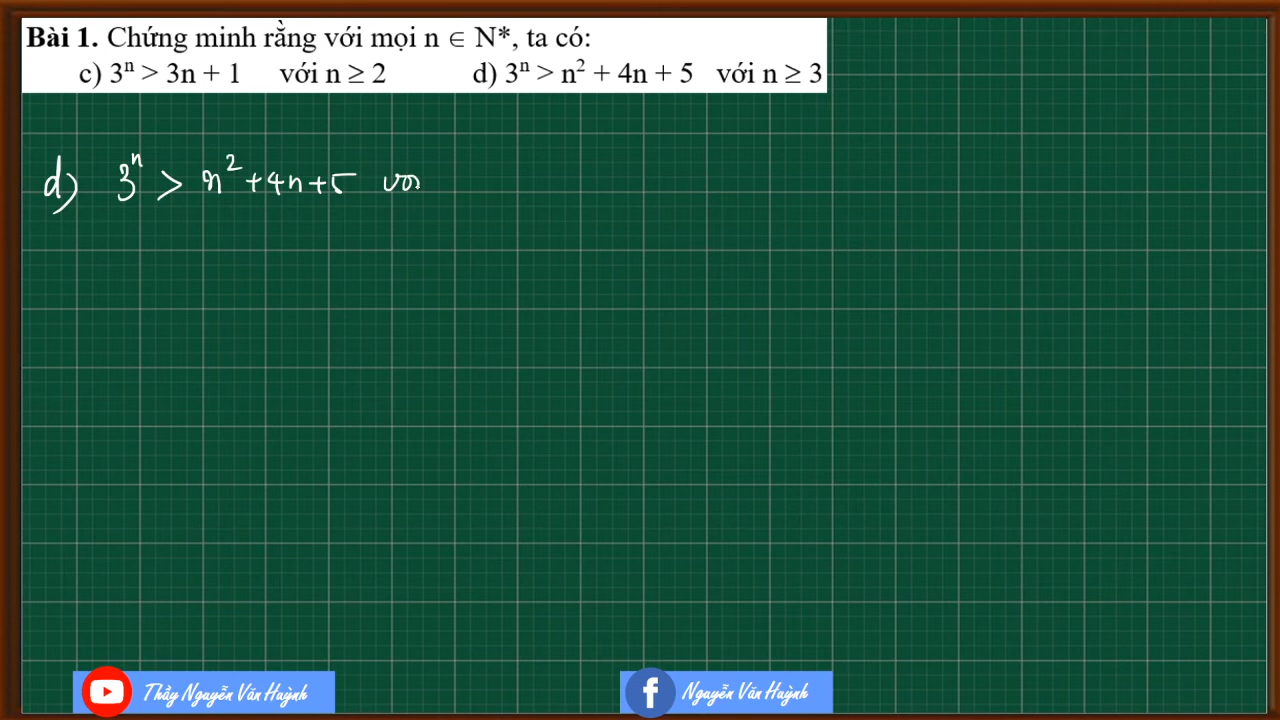 Bài 1. Chứng minh rằng với mọi n ∈ N*, ta có:
c) 3ⁿ > 3n + 1 với n ≥ 2 d) 3ⁿ > n² + 4n + 5 với n ≥ 3
d) 3ⁿ > n² + 4n + 5 vơ
Thầy Nguyễn Văn Huỳnh
Nguyễn Văn Huỳnh